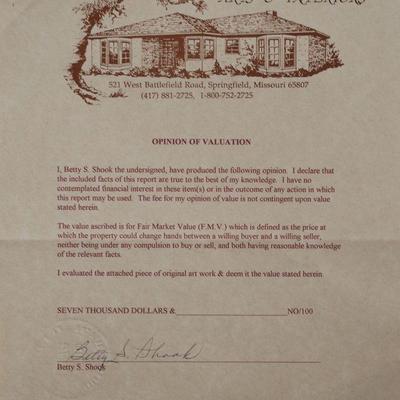 ARTS & INTERIORS
521 West Battlefield Road, Springfield, Missouri 65807
(417) 881-2725, 1-800-752-2725
OPINION OF VALUATION
I, Betty S. Shook the undersigned, have produced the following opinion. I declare that
the included facts of this report are true to the best of my knowledge. I have no
contemplated financial interest in these item(s) or in the outcome of any action in which
this report may be used. The fee for my opinion of value is not contingent upon value
stated herein.
The value ascribed is for Fair Market Value (F.M.V.) which is defined as the price at
which the property could change hands between a willing buyer and a willing seller,
neither being under any compulsion to buy or sell, and both having reasonable knowledge
of the relevant facts.
I evaluated the attached piece of original art work & deem it the value stated herein.
SEVEN THOUSAND DOLLARS &____NO/100
Betty S. Shook
Betty S. Shook